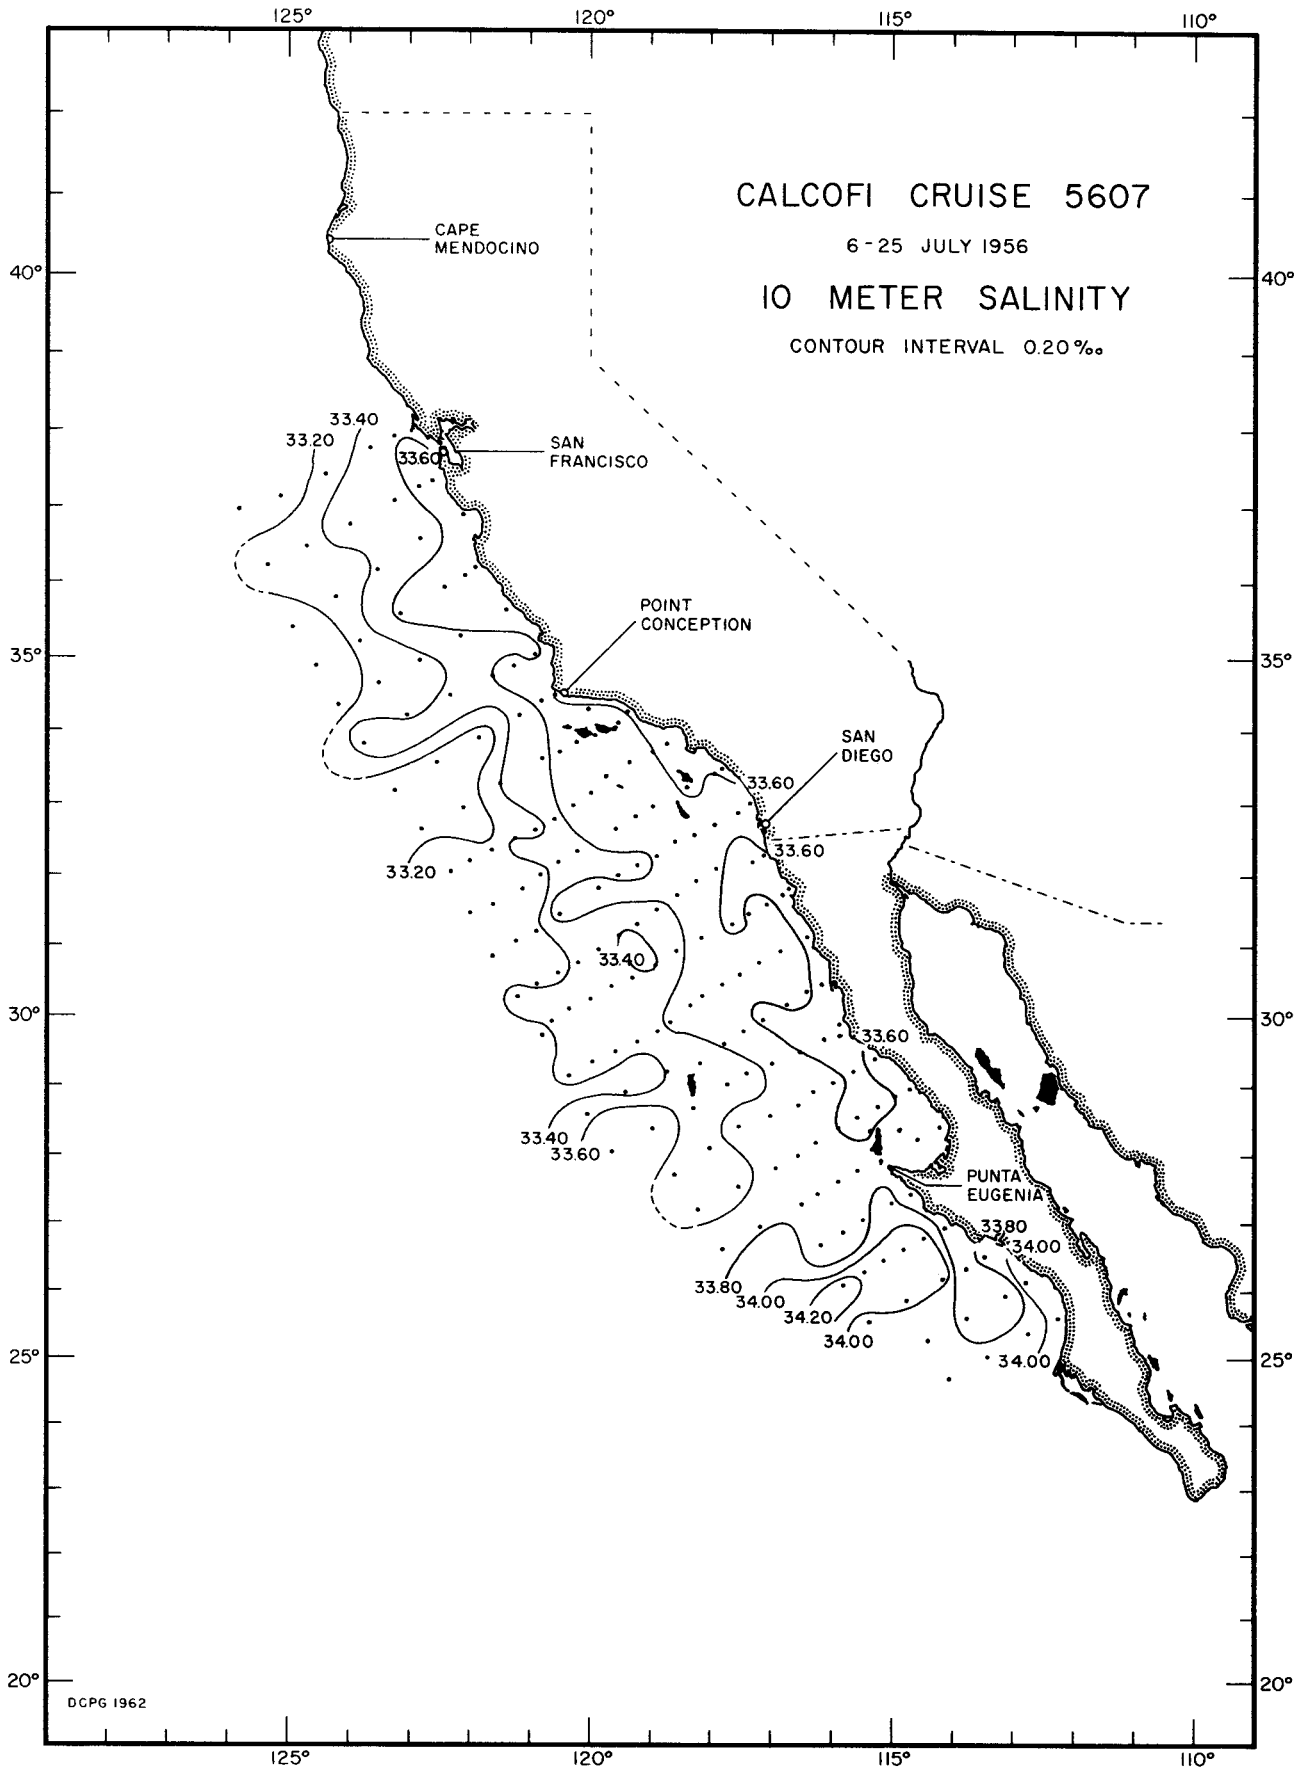 125° 120° 115° 110°
CALCOFI CRUISE 5607
6-25 JULY 1956
10 METER SALINITY
CONTOUR INTERVAL 0.20‰
CAPE
MENDOCINO
40° 40°
33.40
33.20
33.60
SAN
FRANCISCO
POINT
CONCEPTION
35° 35°
SAN
DIEGO
33.60
33.60
33.20
33.40
30° 30°
33.60
33.40
33.60
PUNTA
EUGENIA
33.80
34.00
33.80
34.00
34.20
34.00
34.00
25° 25°
20° 20°
DCPG 1962
125° 120° 115° 110°